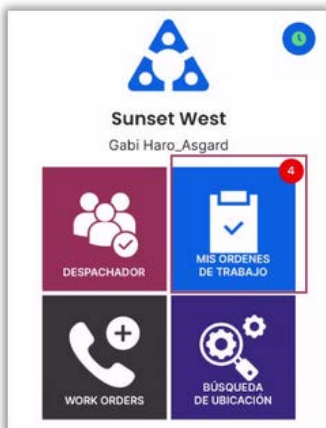 Sunset West
Gabi Haro_Asgard
4
DESPACHADOR
MIS ORDENES
DE TRABAJO
WORK ORDERS
BÚSQUEDA
DE UBICACIÓN